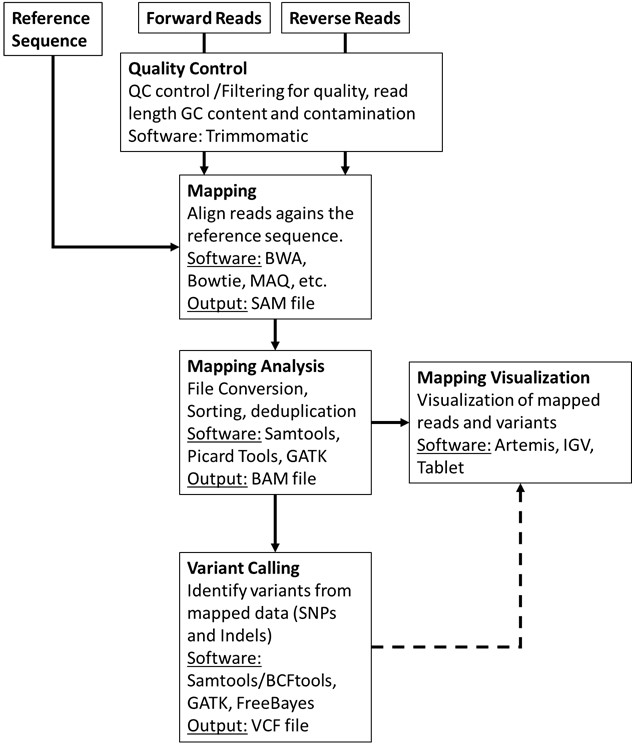 Reference
Sequence
Forward Reads
Reverse Reads
Quality Control
QC control /Filtering for quality, read
length GC content and contamination
Software: Trimmomatic
Mapping
Align reads agains the
reference sequence.
Software: BWA,
Bowtie, MAQ, etc.
Output: SAM file
Mapping Analysis
File Conversion,
Sorting, deduplication
Software: Samtools,
Picard Tools, GATK
Output: BAM file
Mapping Visualization
Visualization of mapped
reads and variants
Software: Artemis, IGV,
Tablet
Variant Calling
Identify variants from
mapped data (SNPs
and Indels)
Software:
Samtools/BCFtools,
GATK, FreeBayes
Output: VCF file